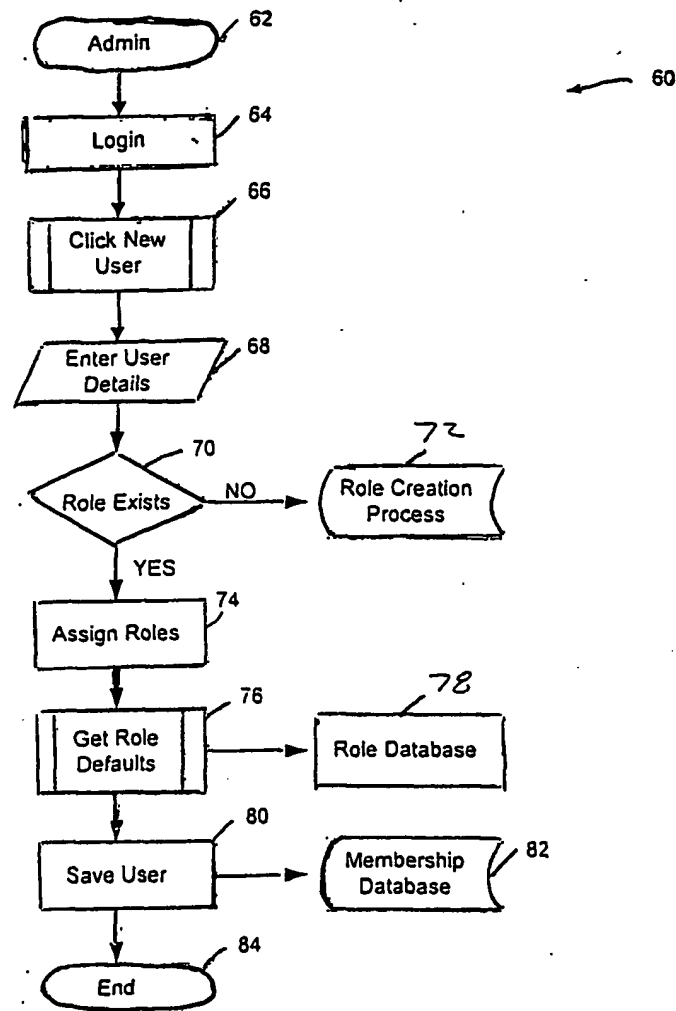 Admin
62
60
Login
64
Click New
User
66
Enter User
Details
68
Role Exists
70
NO
72
Role Creation
Process
YES
Assign Roles
74
Get Role
Defaults
76
78
Role Database
Save User
80
Membership
Database
82
End
84